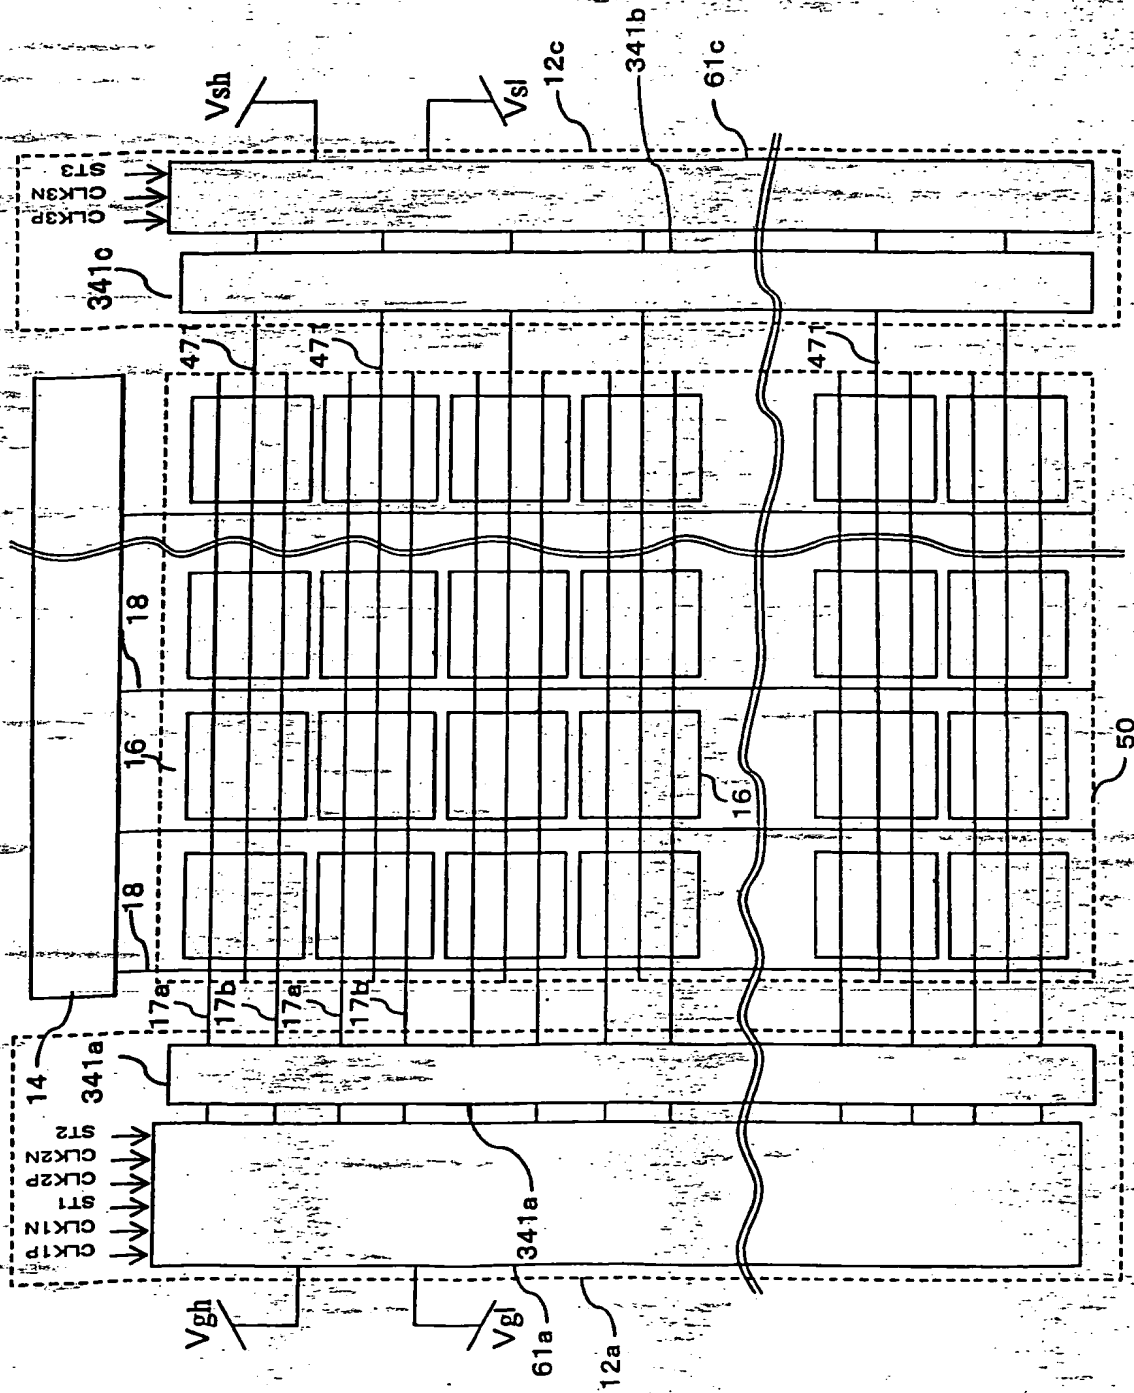 Vsh
Vsl
12c
341b
61c
ST3
CLK3N
CLK3P
341c
471
471
471
18
16
18
16
50
17a
17b
17a
17b
14
341a
ST2
CLK2N
CLK2P
ST1
CLK1N
CLK1P
341a
Vgh
Vgl
61a
12a